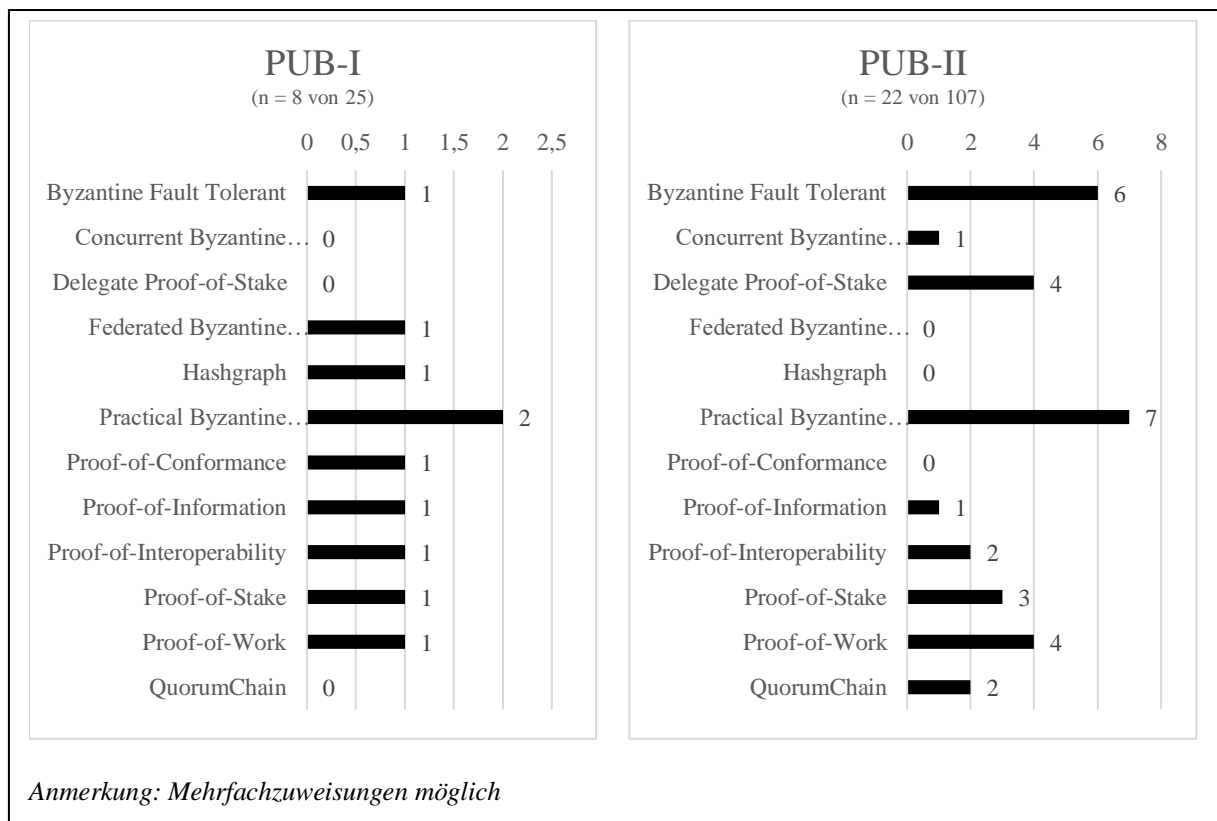 PUB-I
(n = 8 von 25)
0 0,5 1 1,5 2 2,5
Byzantine Fault Tolerant 1
Concurrent Byzantine… 0
Delegate Proof-of-Stake 0
Federated Byzantine… 1
Hashgraph 1
Practical Byzantine… 2
Proof-of-Conformance 1
Proof-of-Information 1
Proof-of-Interoperability 1
Proof-of-Stake 1
Proof-of-Work 1
QuorumChain 0
PUB-II
(n = 22 von 107)
0 2 4 6 8
Byzantine Fault Tolerant 6
Concurrent Byzantine… 1
Delegate Proof-of-Stake 4
Federated Byzantine… 0
Hashgraph 0
Practical Byzantine… 7
Proof-of-Conformance 0
Proof-of-Information 1
Proof-of-Interoperability 2
Proof-of-Stake 3
Proof-of-Work 4
QuorumChain 2
Anmerkung: Mehrfachzuweisungen möglich